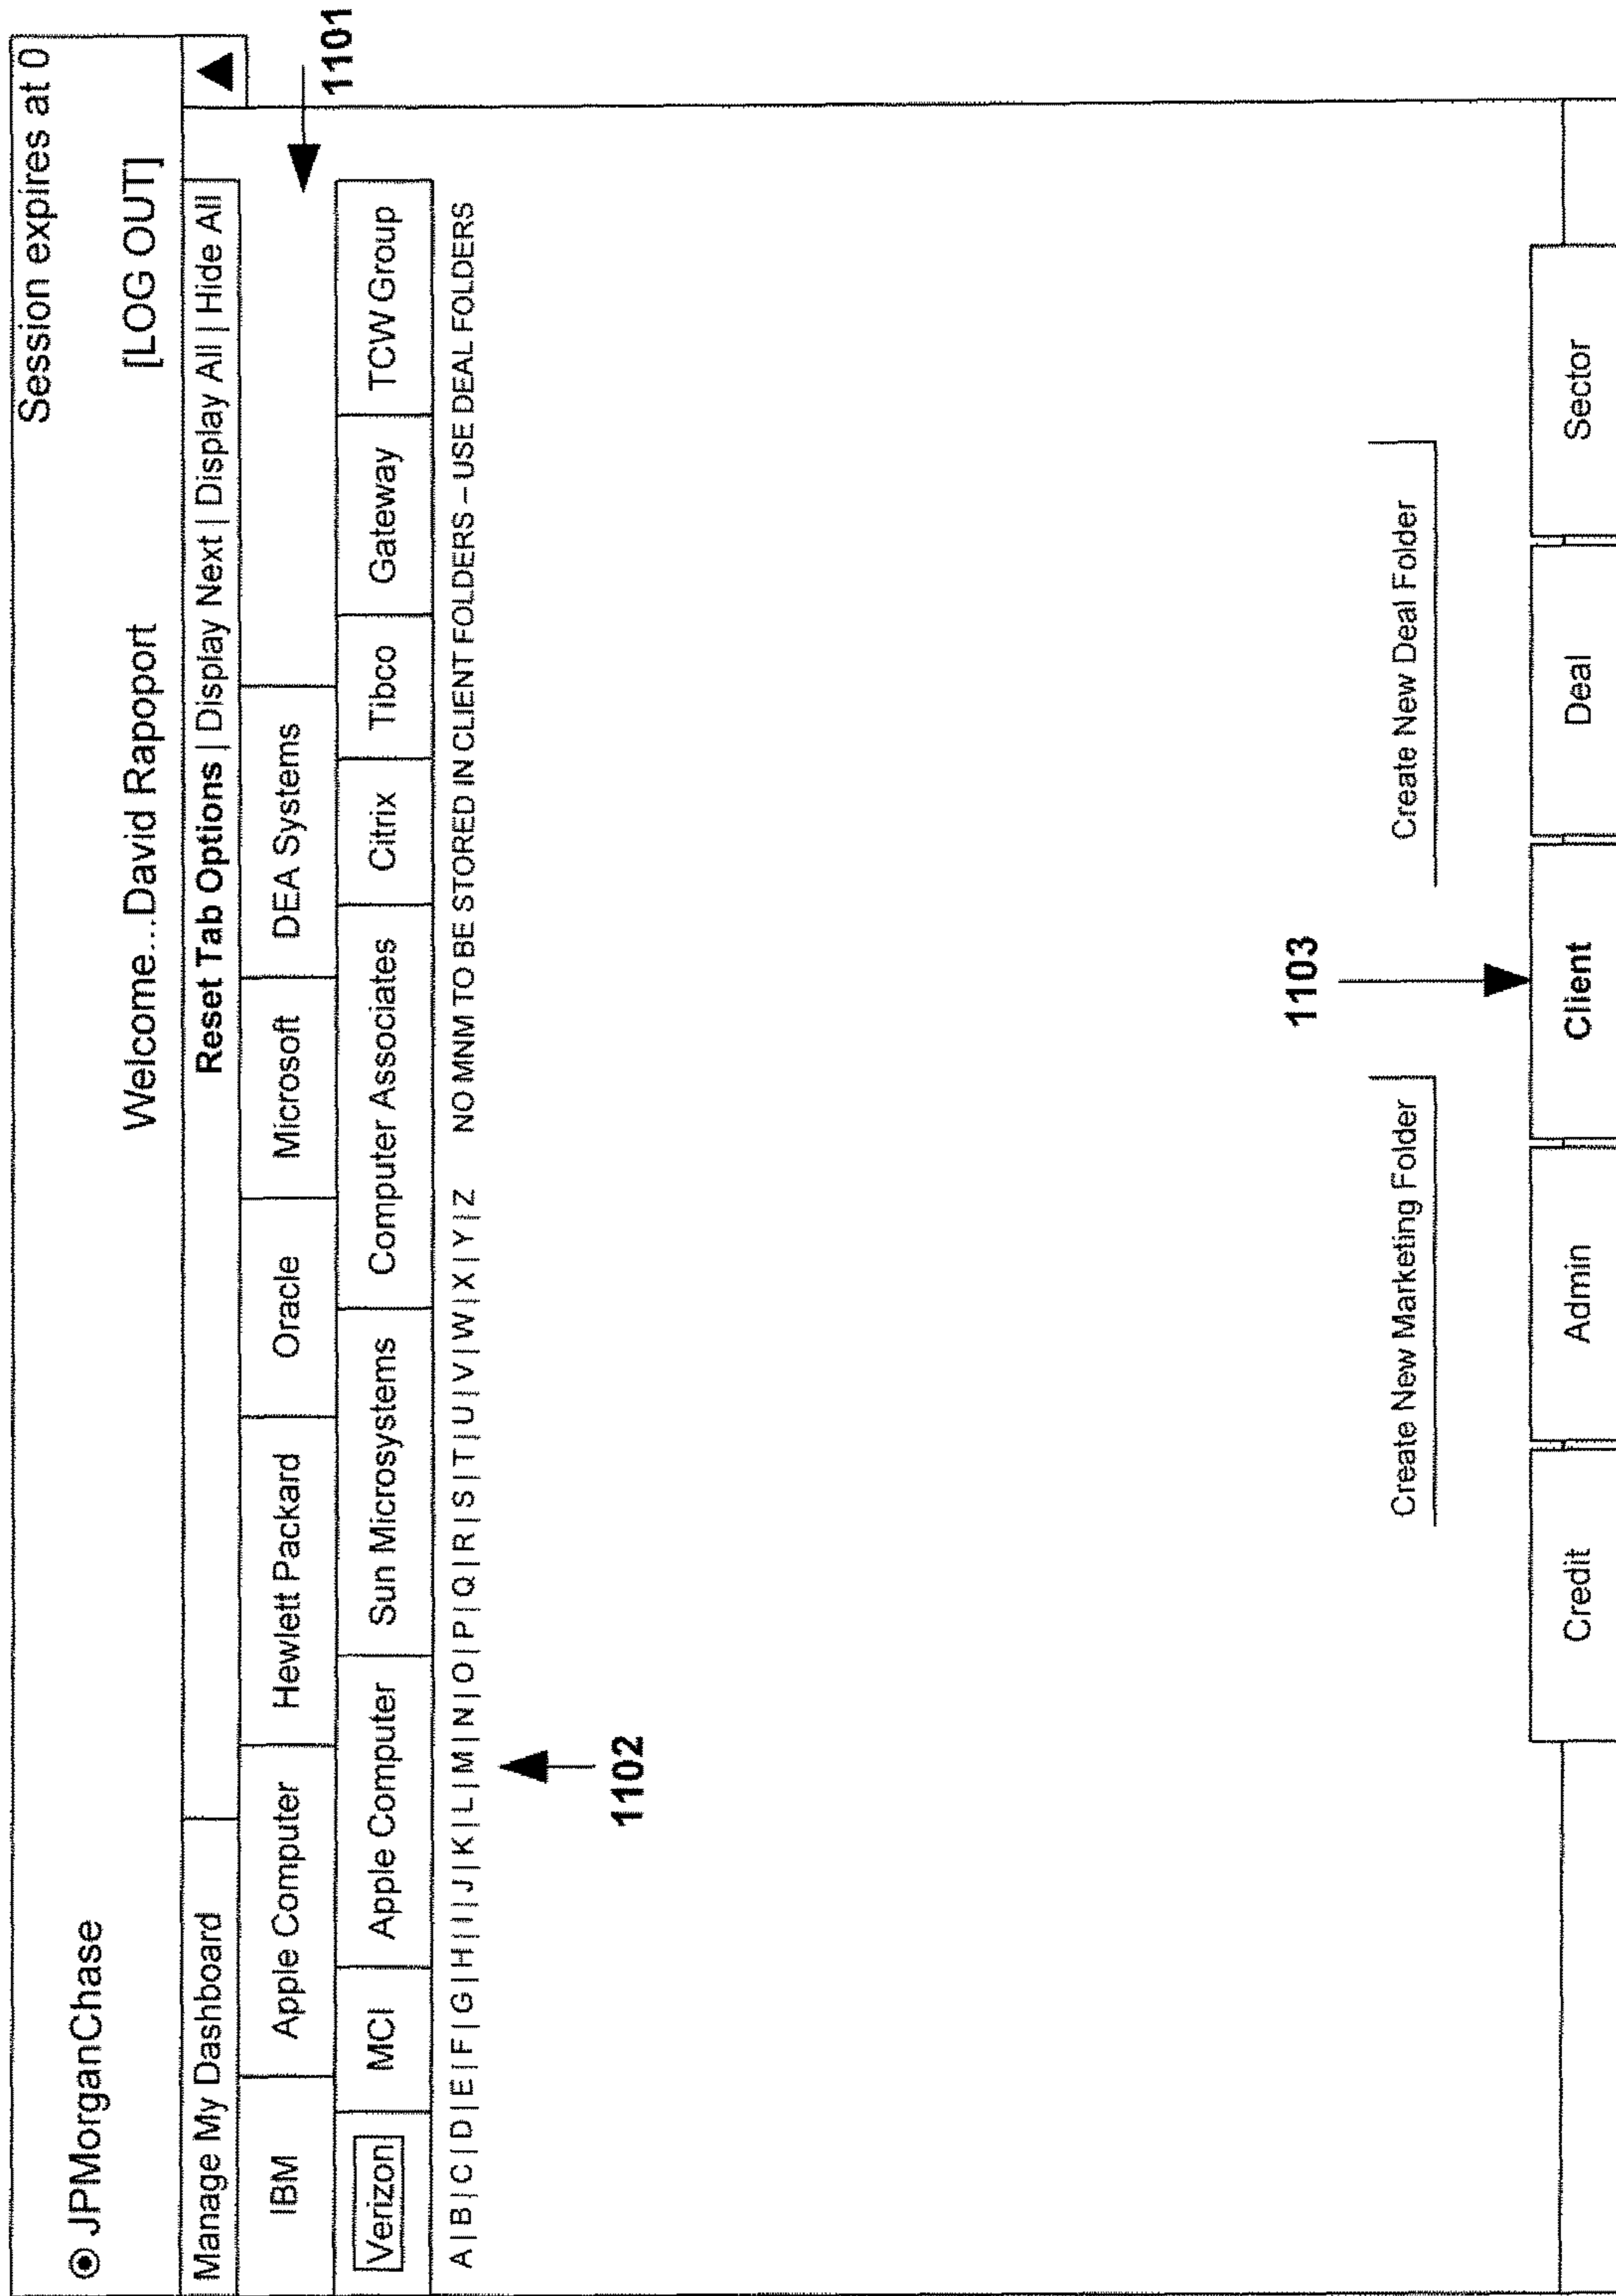 Session expires at 0
JPMorganChase
Welcome...David Rapoport [LOG OUT]
Manage My Dashboard Reset Tab Options | Display Next | Display All | Hide All
IBM Apple Computer Hewlett Packard Oracle Microsoft DEA Systems
1101
Verizon MCI Apple Computer Sun Microsystems Computer Associates Citrix Tibco Gateway TCW Group
A | B | C | D | E | F | G | H | I | J | K | L | M | N | O | P | Q | R | S | T | U | V | W | X | Y | Z NO MNM TO BE STORED IN CLIENT FOLDERS – USE DEAL FOLDERS
1102
1103
Create New Marketing Folder Create New Deal Folder
Credit Admin Client Deal Sector